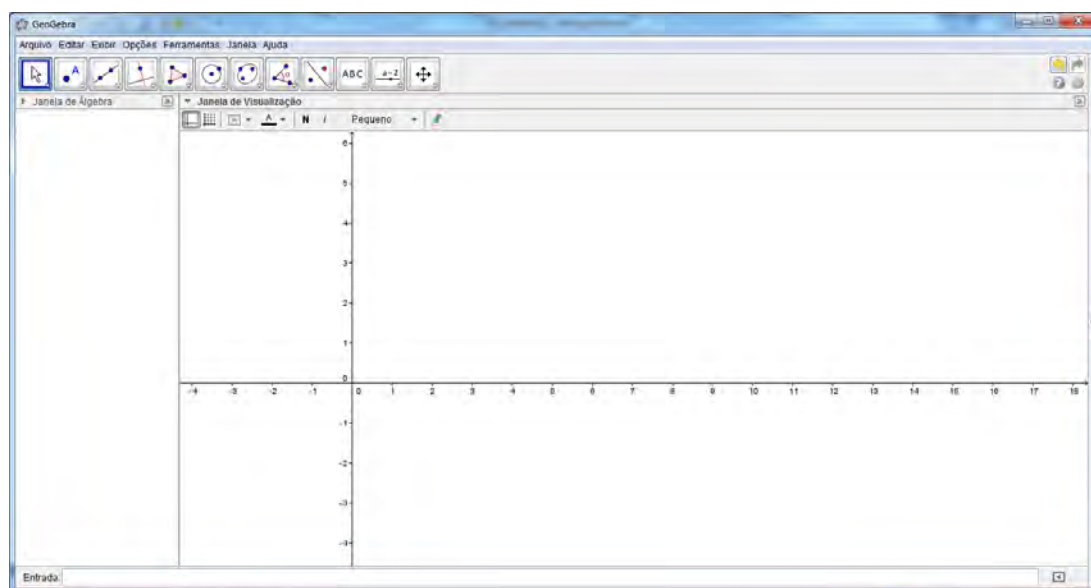 GeoGebra
Arquivo Editar Exibir Opções Ferramentas Janela Ajuda
A ABC a=2
Janela de Álgebra
Janela de Visualização
A N I Pequeno
6
5
4
3
2
1
0
-4 -3 -2 -1 0 1 2 3 4 5 6 7 8 9 10 11 12 13 14 15 16 17 18
-1
-2
-3
-4
Entrada: